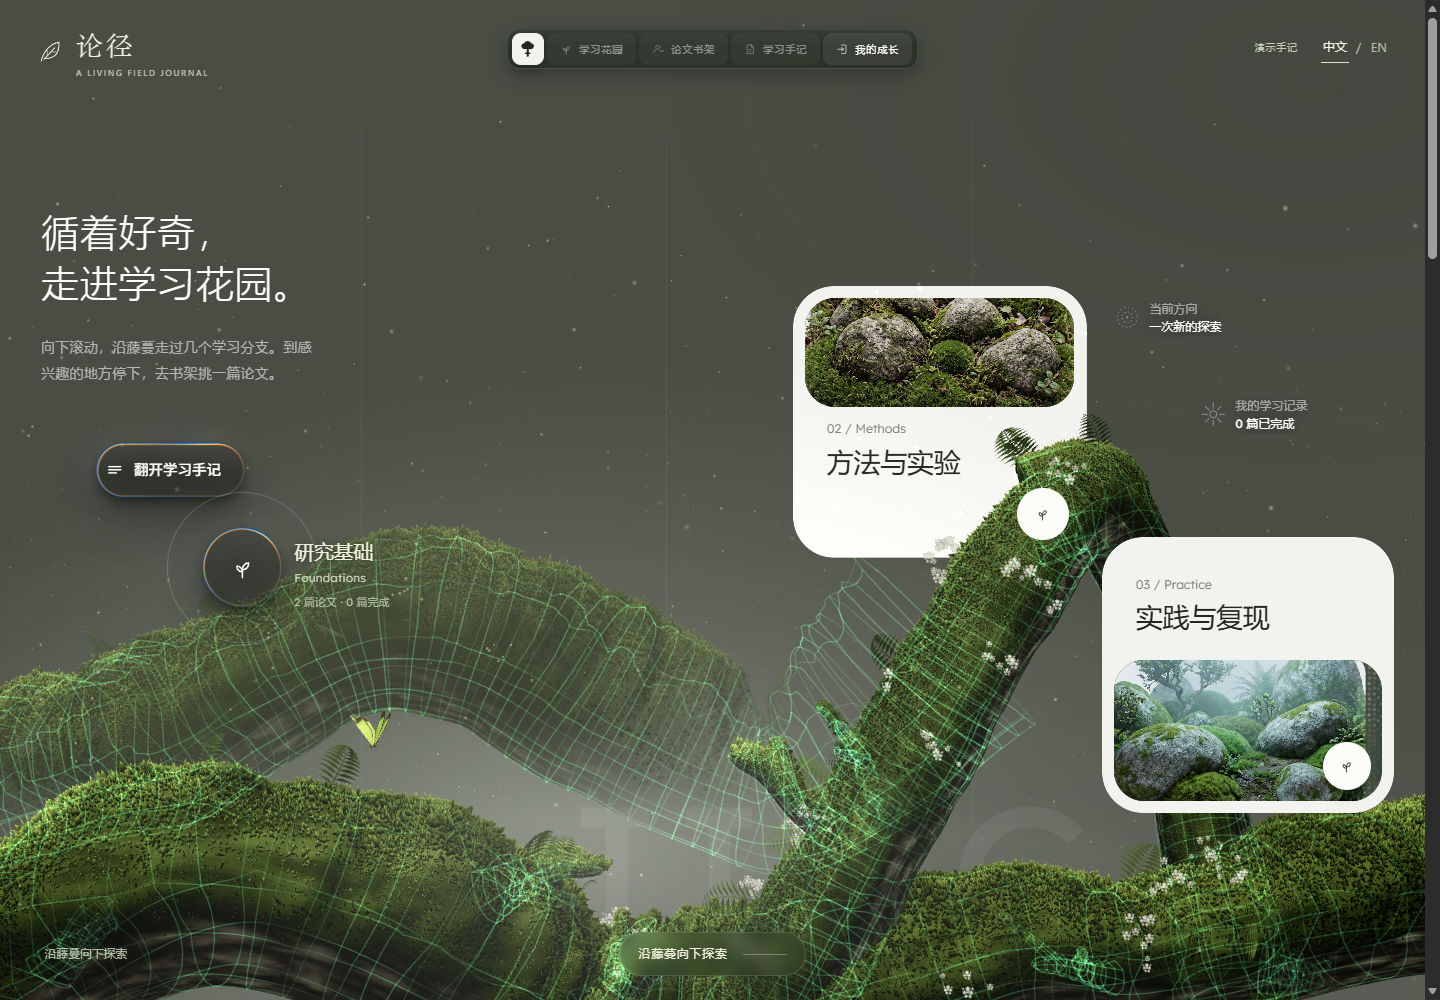 论径
A LIVING FIELD JOURNAL
学习花园
论文书架
学习手记
我的成长
演示手记
中文 / EN
循着好奇，
走进学习花园。
向下滚动，沿藤蔓走过几个学习分支。到感
兴趣的地方停下，去书架挑一篇论文。
翻开学习手记
研究基础
Foundations
2 篇论文 · 0 篇完成
02 / Methods
方法与实验
当前方向
一次新的探索
我的学习记录
0 篇已完成
03 / Practice
实践与复现
沿藤蔓向下探索
沿藤蔓向下探索